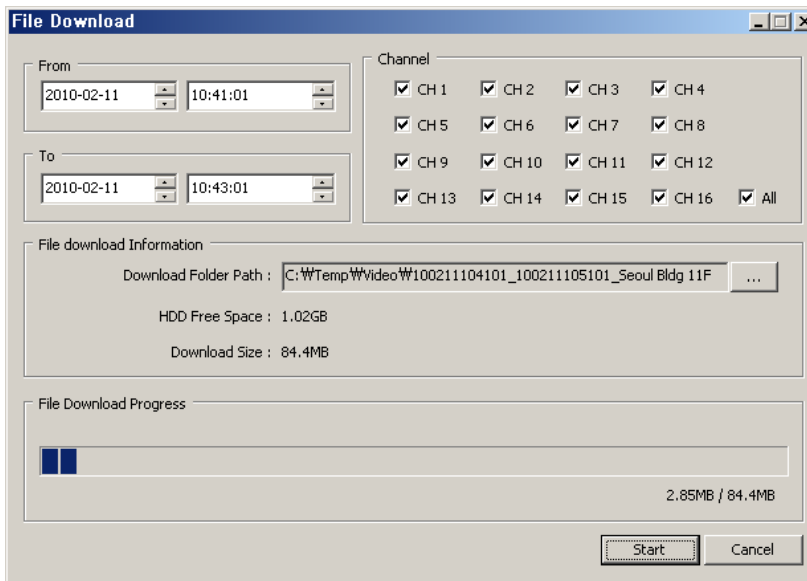 File Download
From
2010-02-11 10:41:01
To
2010-02-11 10:43:01
Channel
CH 1 CH 2 CH 3 CH 4
CH 5 CH 6 CH 7 CH 8
CH 9 CH 10 CH 11 CH 12
CH 13 CH 14 CH 15 CH 16 All
File download Information
Download Folder Path : C:₩Temp₩Video₩100211104101_100211105101_Seoul Bldg 11F ...
HDD Free Space : 1.02GB
Download Size : 84.4MB
File Download Progress
2.85MB / 84.4MB
Start Cancel